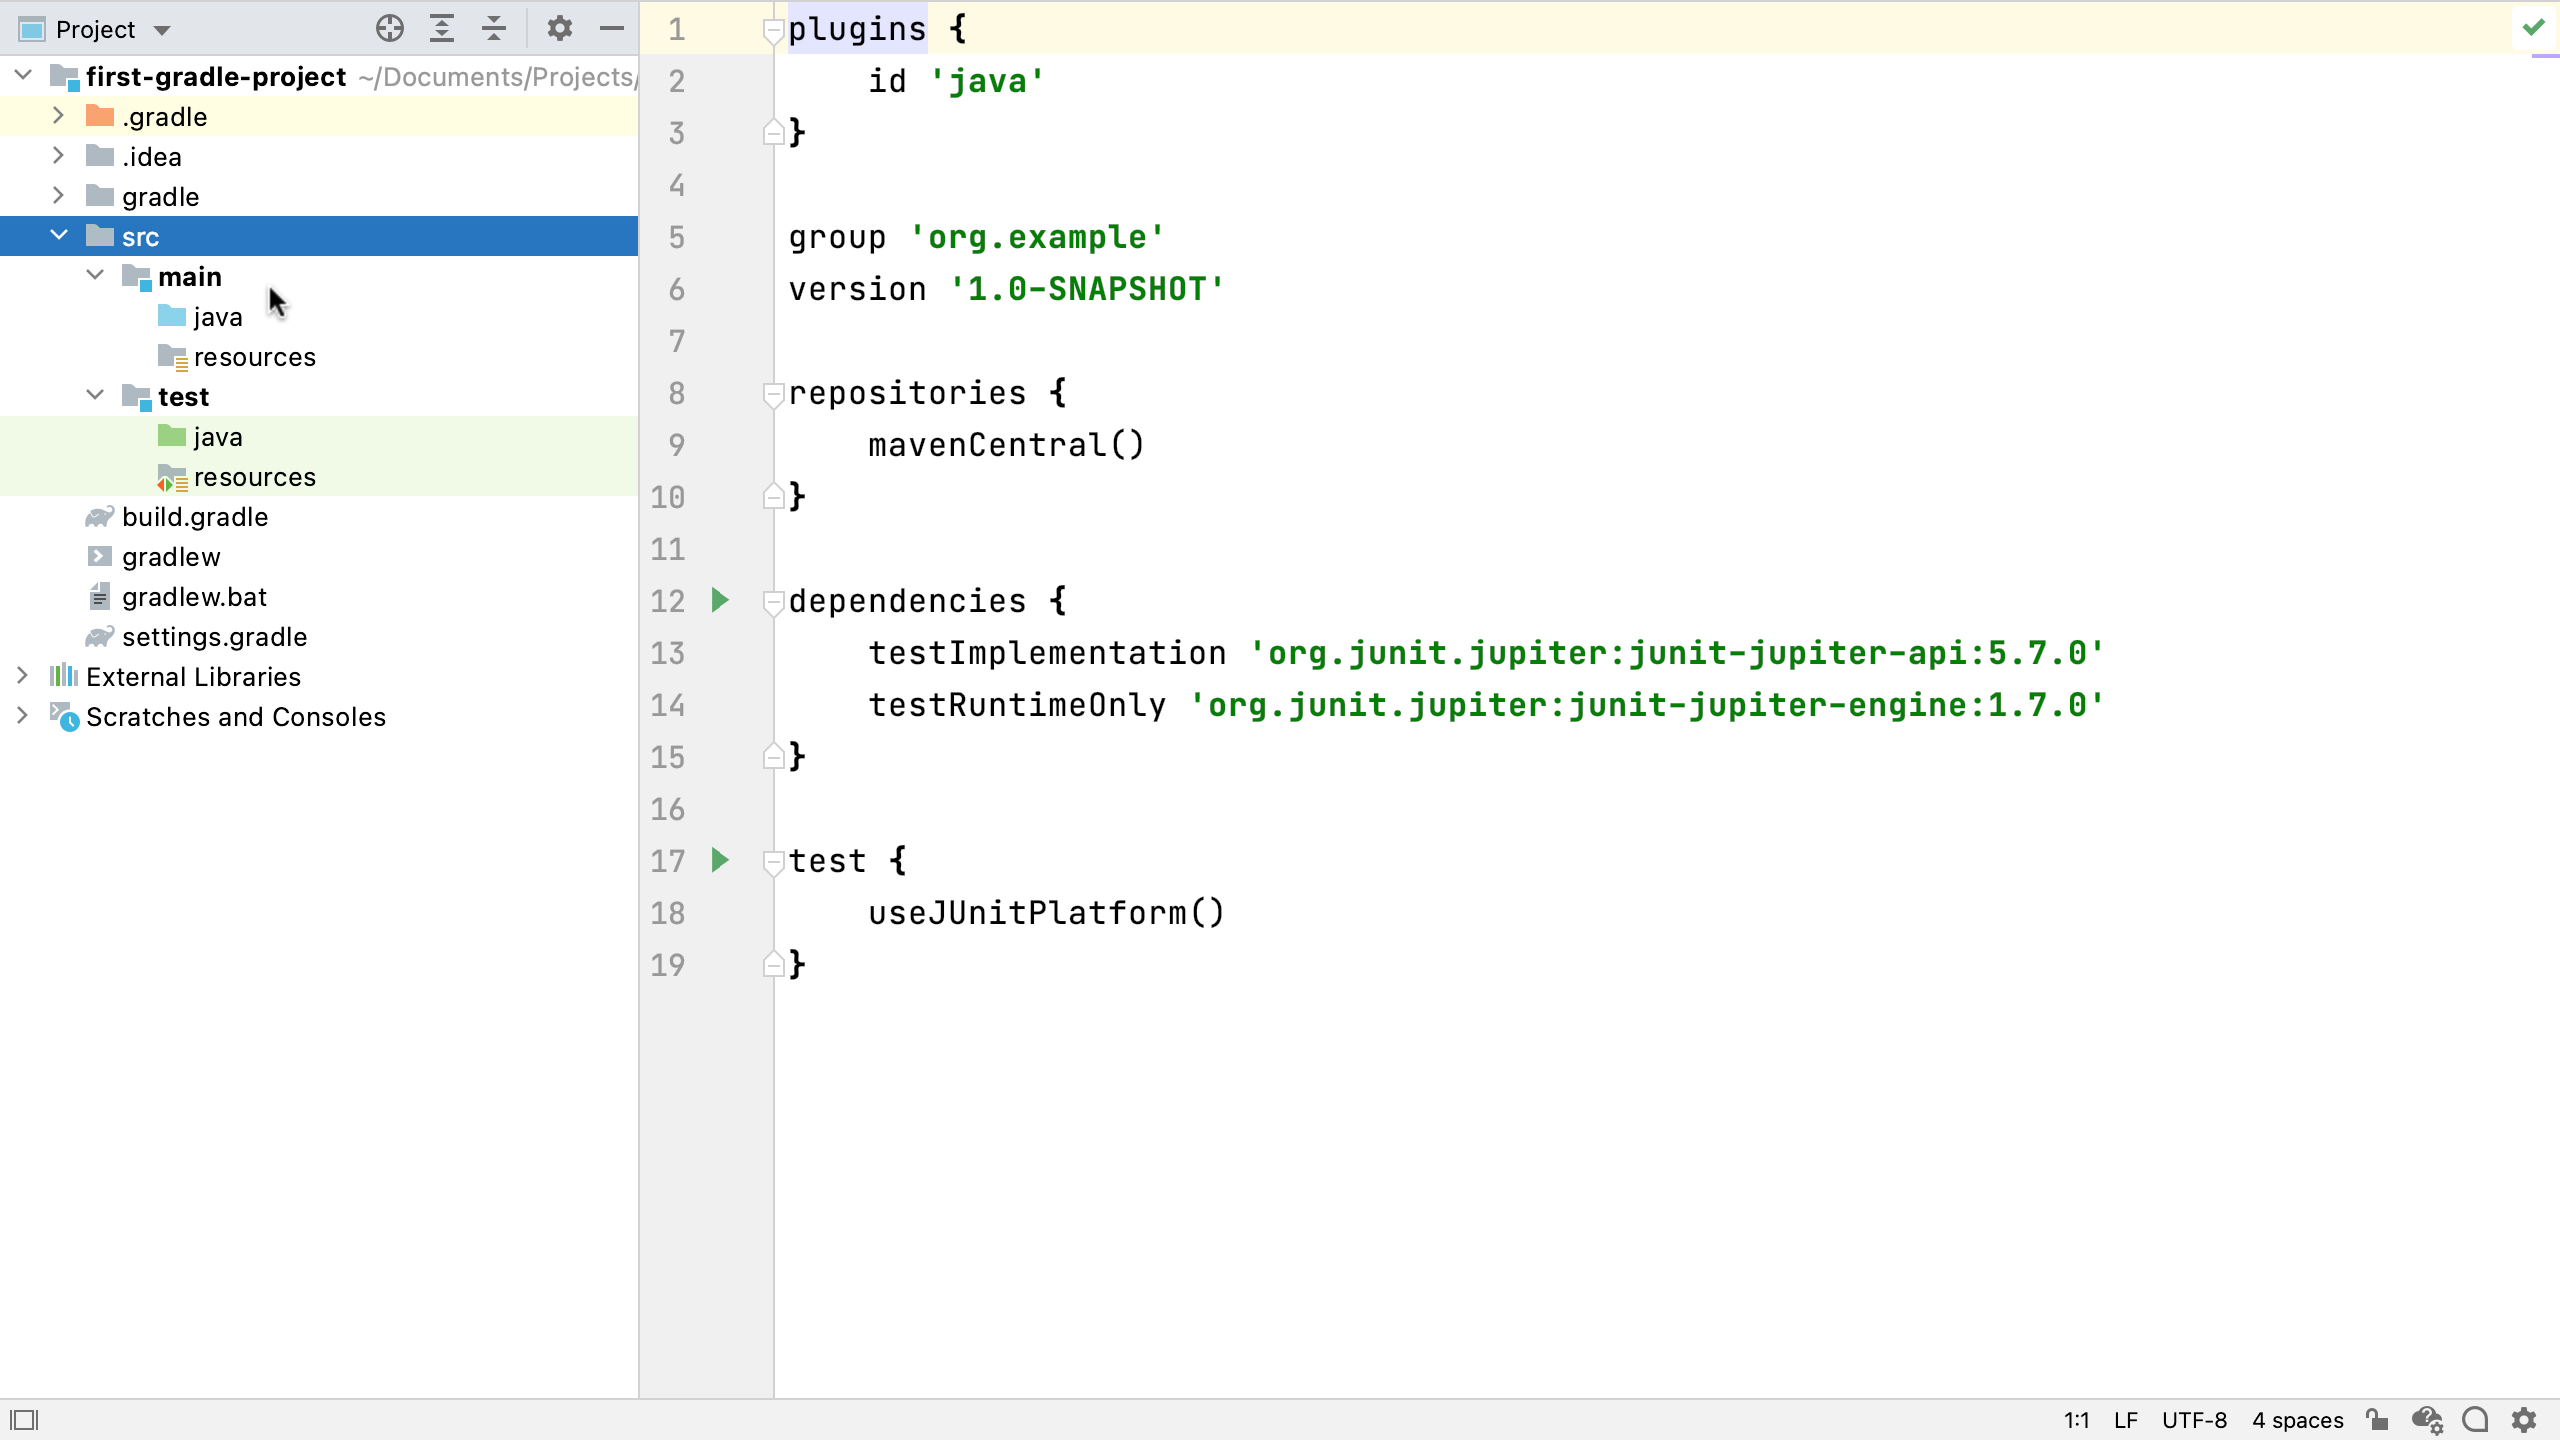 Project
first-gradle-project ~/Documents/Projects/
.gradle
.idea
gradle
src
main
java
resources
test
java
resources
build.gradle
gradlew
gradlew.bat
settings.gradle
External Libraries
Scratches and Consoles
1 plugins {
2 id 'java'
3 }
4
5 group 'org.example'
6 version '1.0-SNAPSHOT'
7
8 repositories {
9 mavenCentral()
10 }
11
12 dependencies {
13 testImplementation 'org.junit.jupiter:junit-jupiter-api:5.7.0'
14 testRuntimeOnly 'org.junit.jupiter:junit-jupiter-engine:1.7.0'
15 }
16
17 test {
18 useJUnitPlatform()
19 }
1:1 LF UTF-8 4 spaces